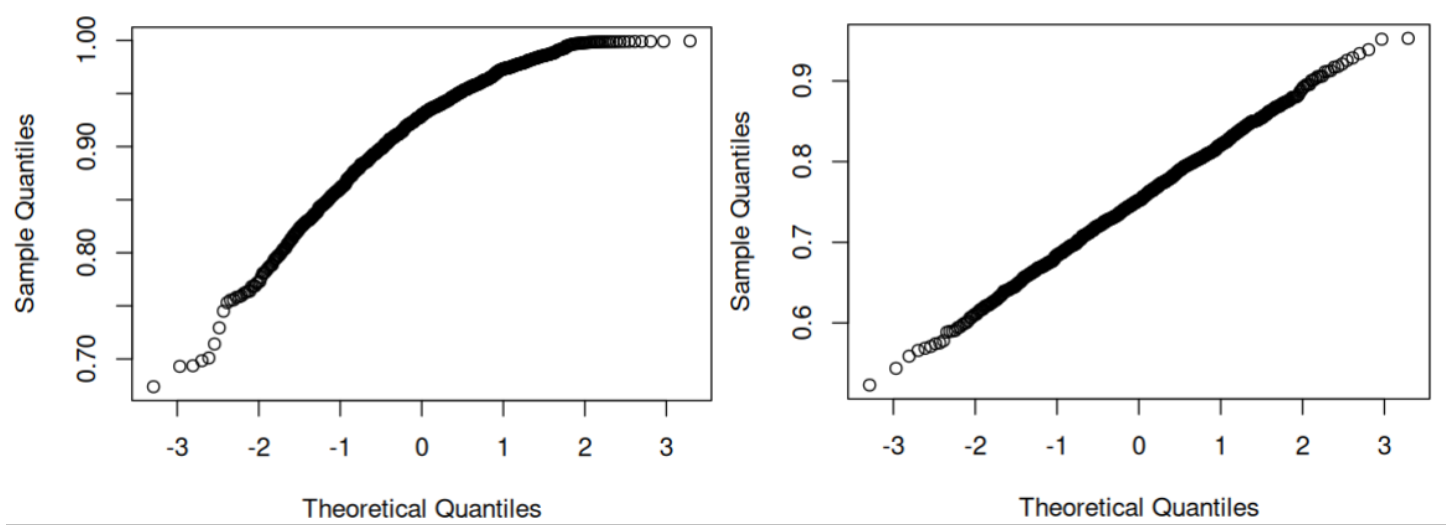 Sample Quantiles
1.00
0.90
0.80
0.70
-3 -2 -1 0 1 2 3
Theoretical Quantiles
Sample Quantiles
0.9
0.8
0.7
0.6
-3 -2 -1 0 1 2 3
Theoretical Quantiles